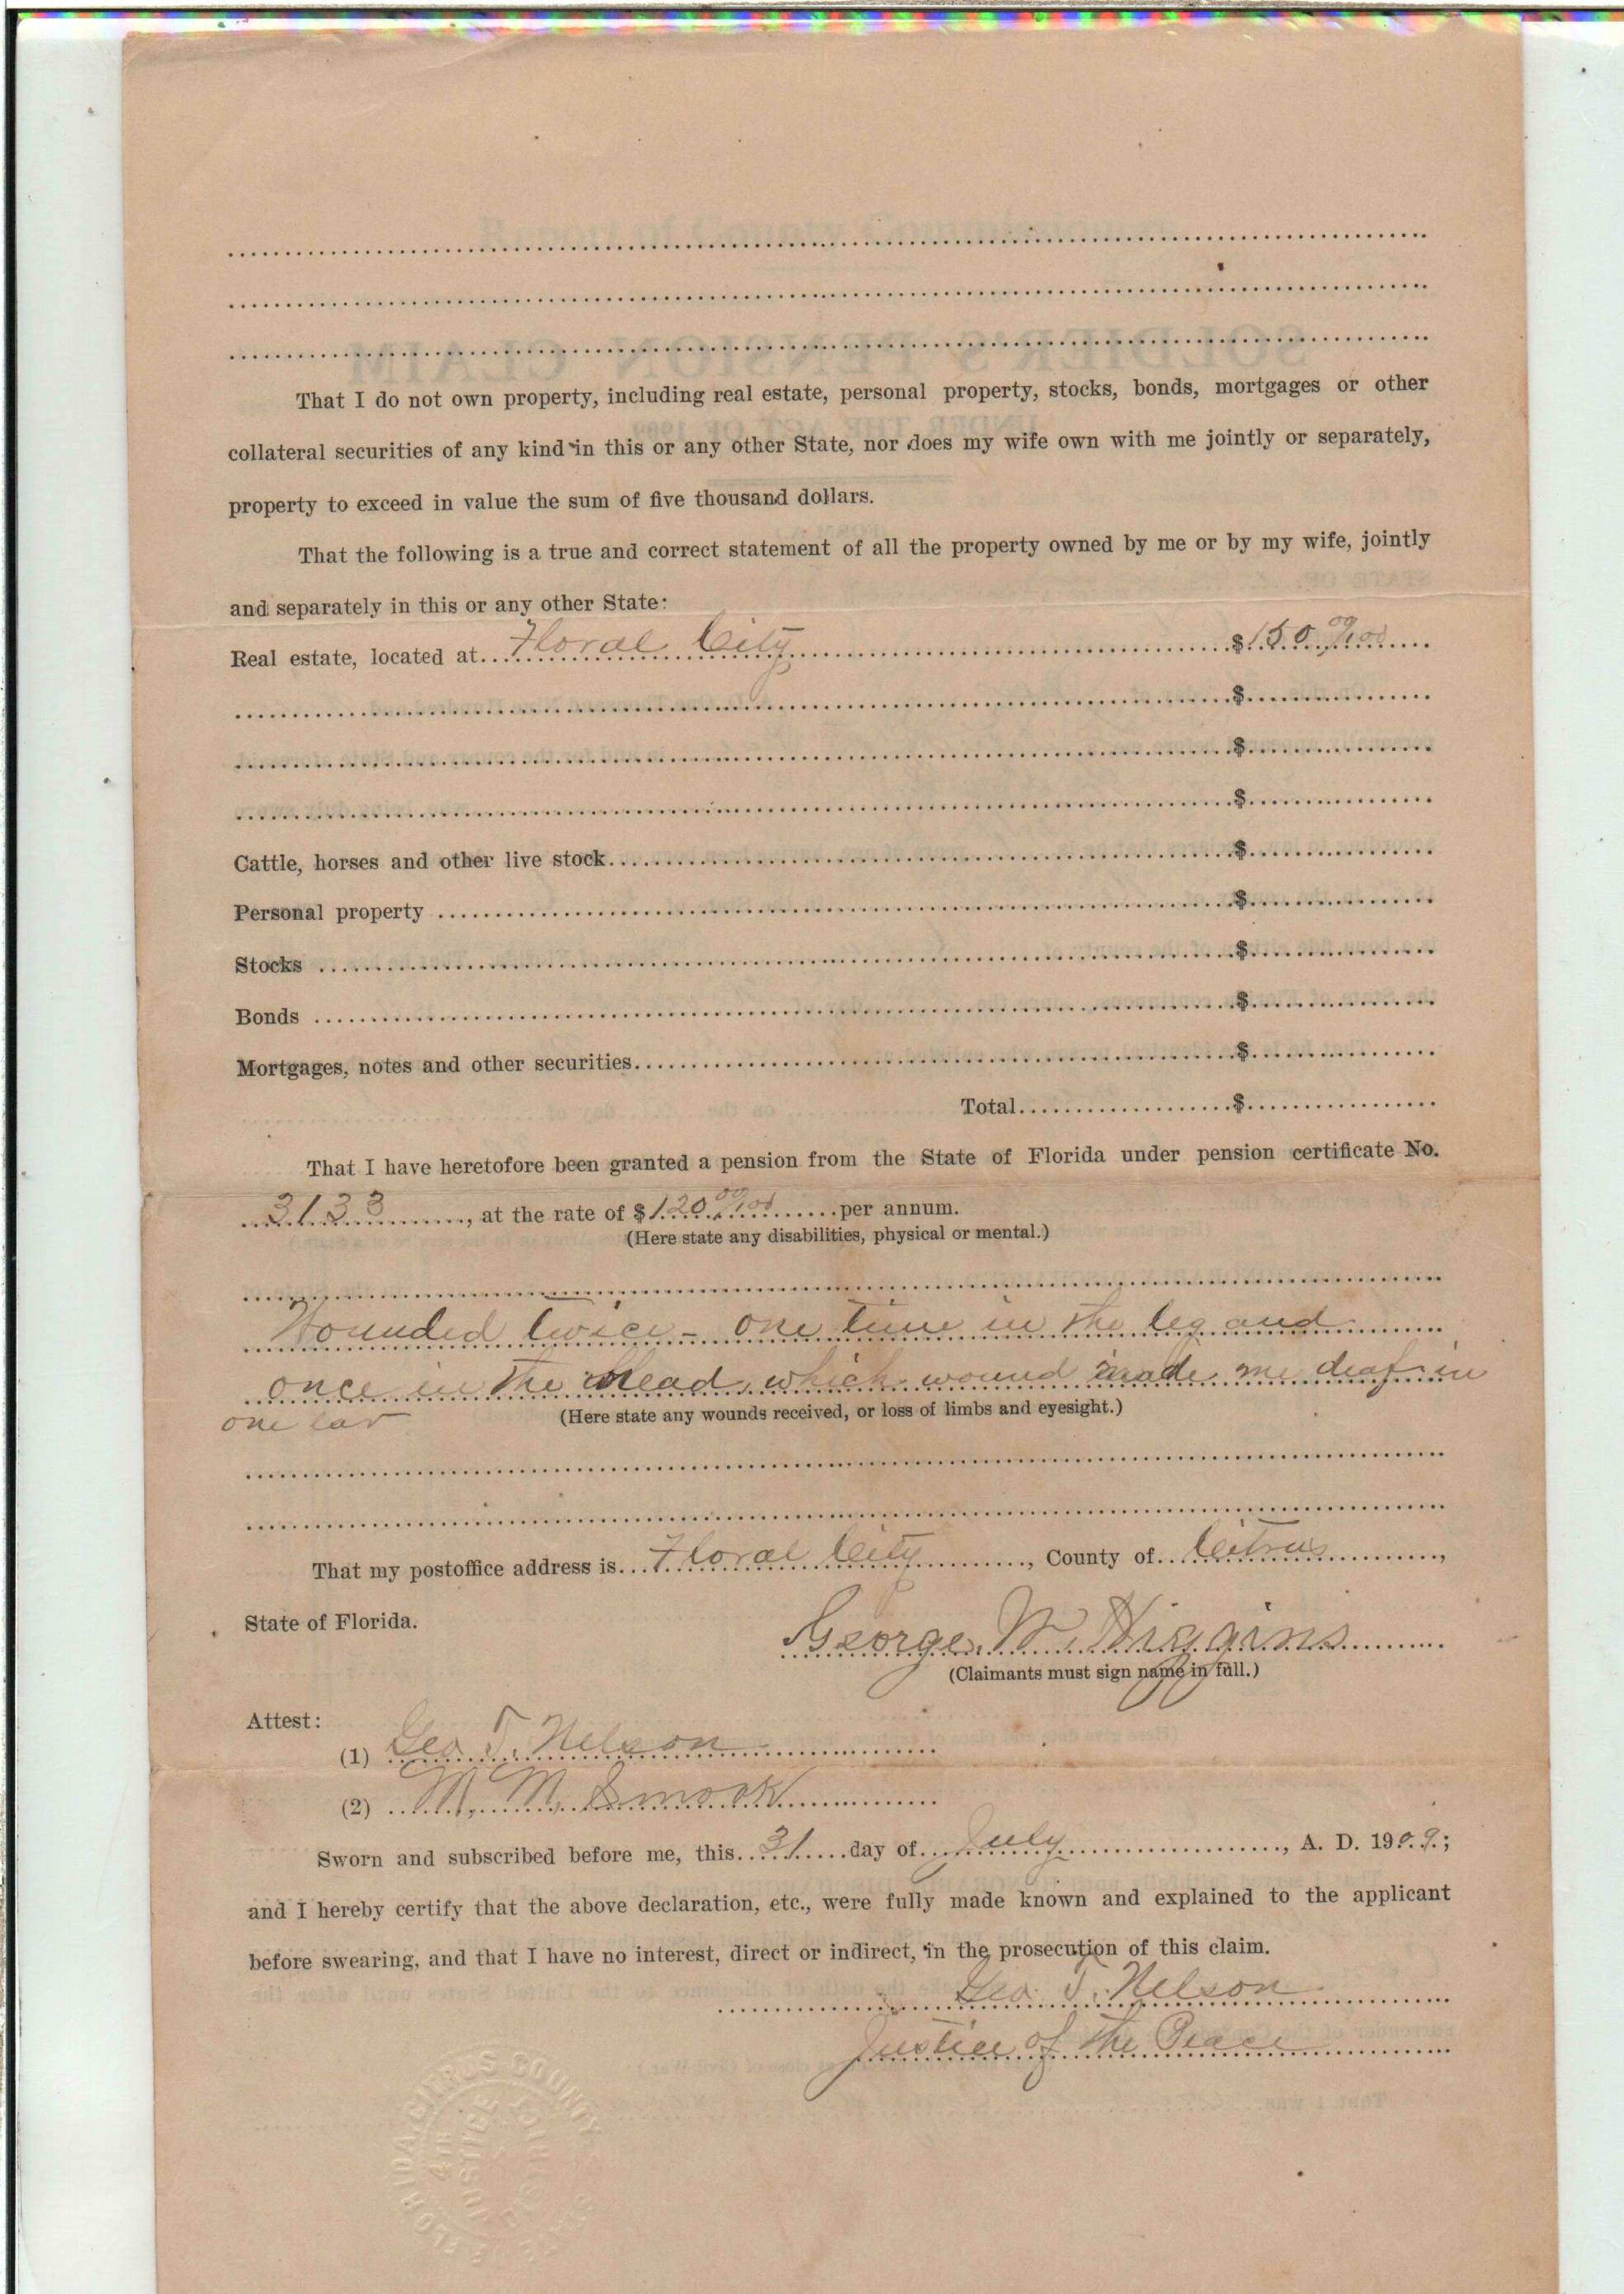 That I do not own property, including real estate, personal property, stocks, bonds, mortgages or other
collateral securities of any kind in this or any other State, nor does my wife own with me jointly or separately,
property to exceed in value the sum of five thousand dollars.
That the following is a true and correct statement of all the property owned by me or by my wife, jointly
and separately in this or any other State:
Real estate, located at... Floral City ... $150 00/100
$
$
$
Cattle, horses and other live stock... $
Personal property ... $
Stocks ... $
Bonds ... $
Mortgages, notes and other securities... $
Total... $
That I have heretofore been granted a pension from the State of Florida under pension certificate No.
3133, at the rate of $120 00/100 per annum.
(Here state any disabilities, physical or mental.)
Wounded twice - one time in the leg and
once in the Head, which wound made me deaf in
one ear
(Here state any wounds received, or loss of limbs and eyesight.)
That my postoffice address is... Floral City ..., County of... Citrus ...,
State of Florida.
George W. Higgins
(Claimants must sign name in full.)
Attest:
(1) Geo T. Nelson
(2) M. Smook
Sworn and subscribed before me, this 31 day of July, A. D. 1909;
and I hereby certify that the above declaration, etc., were fully made known and explained to the applicant
before swearing, and that I have no interest, direct or indirect, in the prosecution of this claim.
Geo. T. Nelson
Justice of the Peace
CITRUS COUNTY
FLORIDA
JUSTICE
DISTRICT